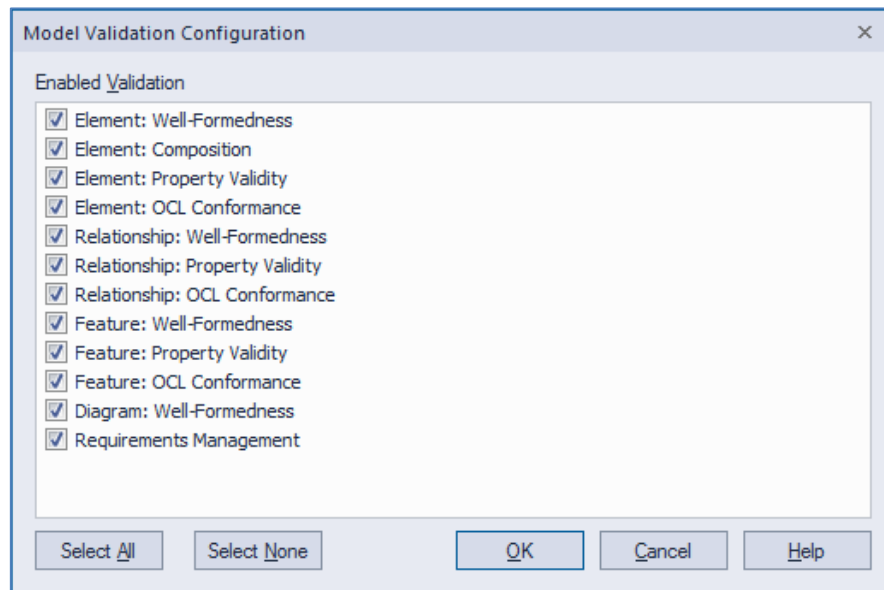 Model Validation Configuration
Enabled Validation
Element: Well-Formedness
Element: Composition
Element: Property Validity
Element: OCL Conformance
Relationship: Well-Formedness
Relationship: Property Validity
Relationship: OCL Conformance
Feature: Well-Formedness
Feature: Property Validity
Feature: OCL Conformance
Diagram: Well-Formedness
Requirements Management
Select All Select None OK Cancel Help